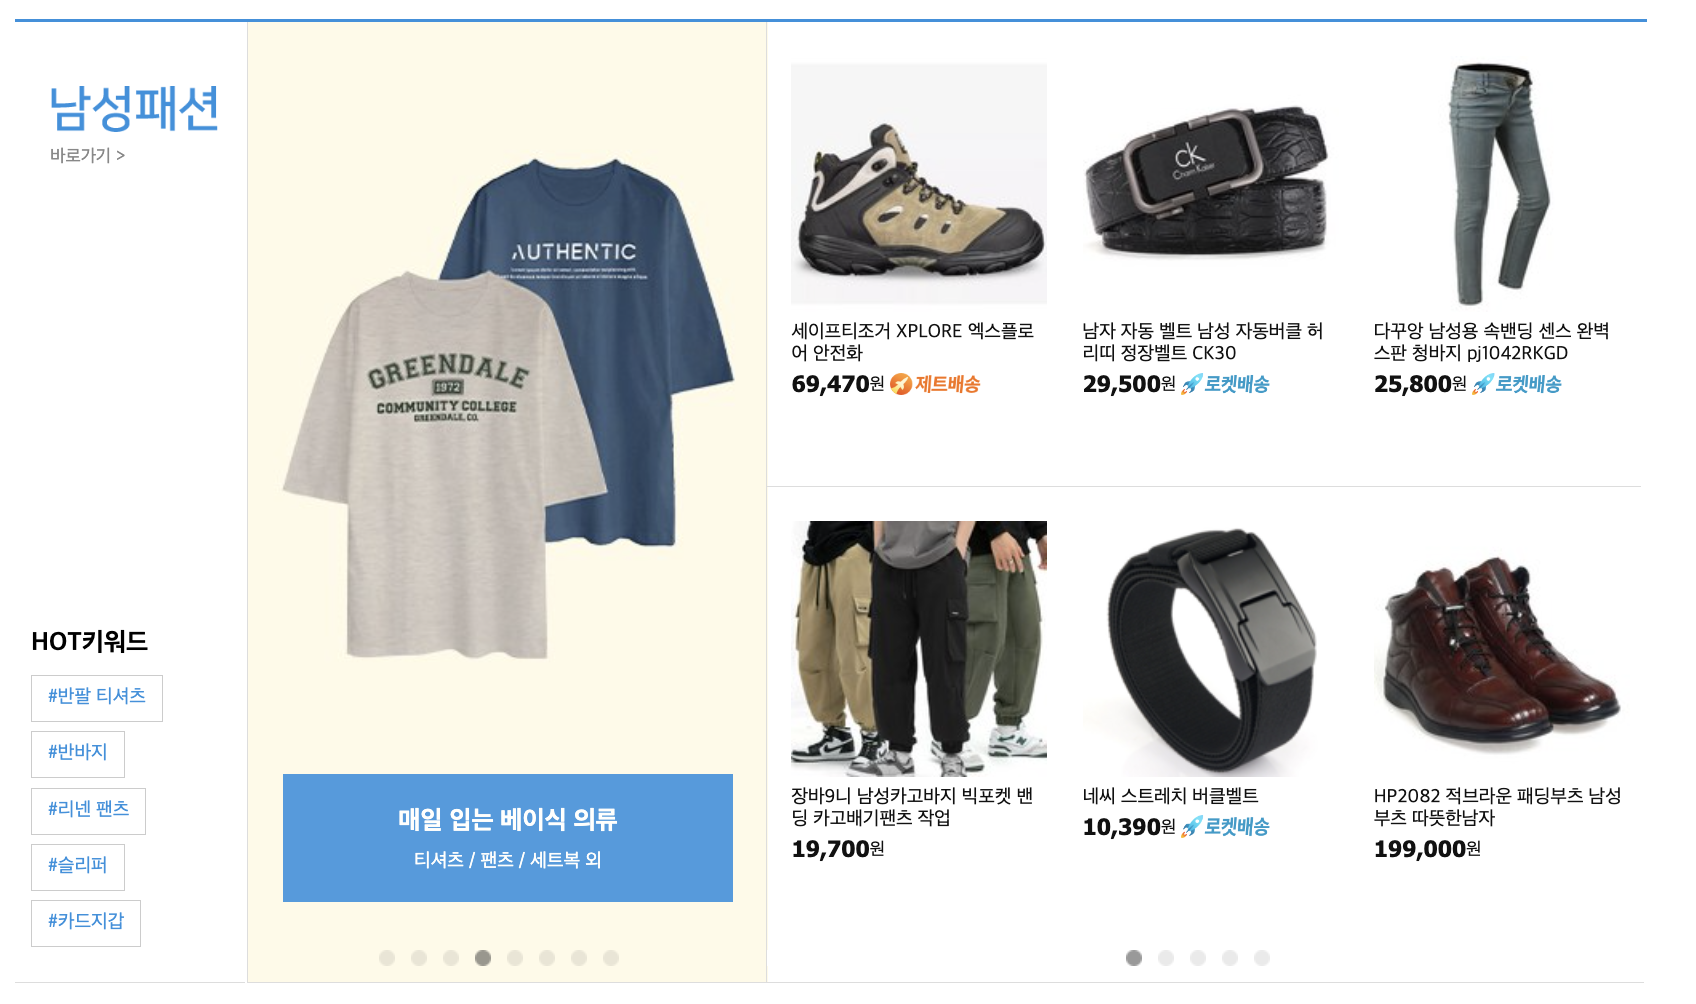 남성패션
바로가기 >
HOT키워드
#반팔 티셔츠
#반바지
#리넨 팬츠
#슬리퍼
#카드지갑
AUTHENTIC
GREENDALE
1972
COMMUNITY COLLEGE
GREENDALE, CO.
매일 입는 베이식 의류
티셔츠 / 팬츠 / 세트복 외
세이프티조거 XPLORE 엑스플로
어 안전화
69,470원 제트배송
ck
Charm Kaiser
남자 자동 벨트 남성 자동버클 허
리띠 정장벨트 CK30
29,500원 로켓배송
다꾸앙 남성용 속밴딩 센스 완벽
스판 청바지 pj1042RKGD
25,800원 로켓배송
장바9니 남성카고바지 빅포켓 밴
딩 카고배기팬츠 작업
19,700원
네씨 스트레치 버클벨트
10,390원 로켓배송
HP2082 적브라운 패딩부츠 남성
부츠 따뜻한남자
199,000원